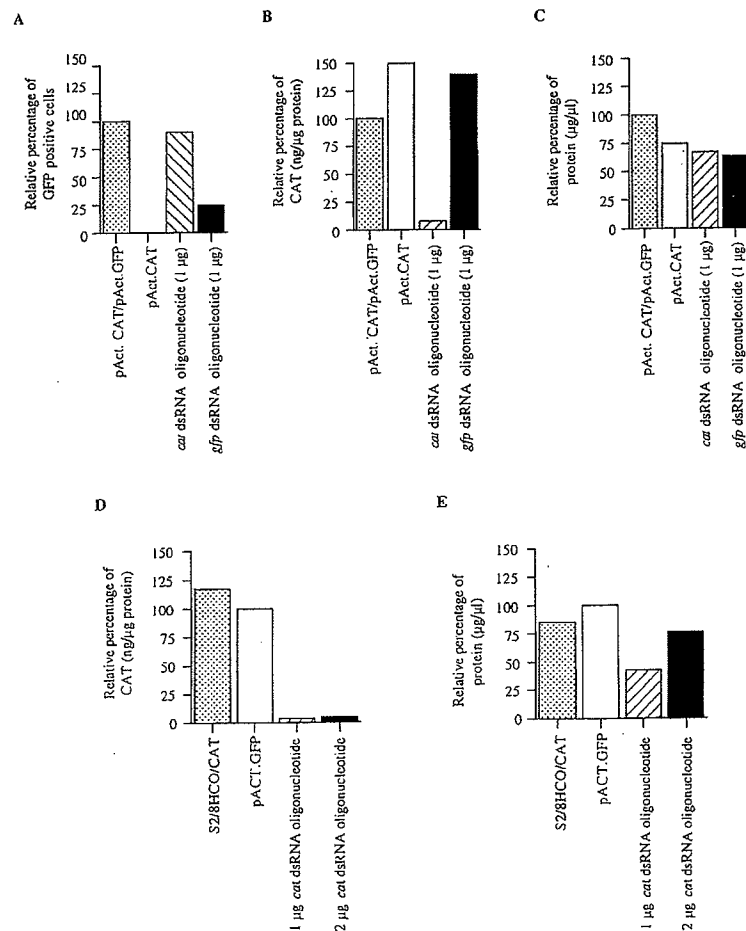 A
Relative percentage of
GFP positive cells
150
125
100
75
50
25
0
pAct. CAT/pAct.GFP
pAct.CAT
cat dsRNA oligonucleotide (1 µg)
gfp dsRNA oligonucleotide (1 µg)
B
Relative percentage of
CAT (ng/µg protein)
150
125
100
75
50
25
0
pAct. CAT/pAct.GFP
pAct.CAT
cat dsRNA oligonucleotide (1 µg)
gfp dsRNA oligonucleotide (1 µg)
C
Relative percentage of
protein (µg/µl)
150
125
100
75
50
25
0
pAct. CAT/pAct.GFP
pAct.CAT
cat dsRNA oligonucleotide (1 µg)
gfp dsRNA oligonucleotide (1 µg)
D
Relative percentage of
CAT (ng/µg protein)
150
125
100
75
50
25
0
S2/8HCO/CAT
pACT.GFP
1 µg cat dsRNA oligonucleotide
2 µg cat dsRNA oligonucleotide
E
Relative percentage of
protein (µg/µl)
150
125
100
75
50
25
0
S2/8HCO/CAT
pACT.GFP
1 µg cat dsRNA oligonucleotide
2 µg cat dsRNA oligonucleotide